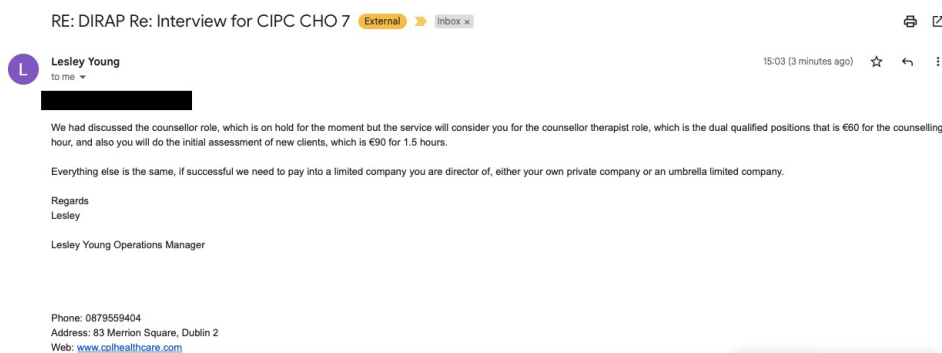 RE: DIRAP Re: Interview for CIPC CHO 7 External Inbox ×
L
Lesley Young 15:03 (3 minutes ago)
to me
We had discussed the counsellor role, which is on hold for the moment but the service will consider you for the counsellor therapist role, which is the dual qualified positions that is €60 for the counselling
hour, and also you will do the initial assessment of new clients, which is €90 for 1.5 hours.
Everything else is the same, if successful we need to pay into a limited company you are director of, either your own private company or an umbrella limited company.
Regards
Lesley
Lesley Young Operations Manager
Phone: 0879559404
Address: 83 Merrion Square, Dublin 2
Web: www.cplhealthcare.com